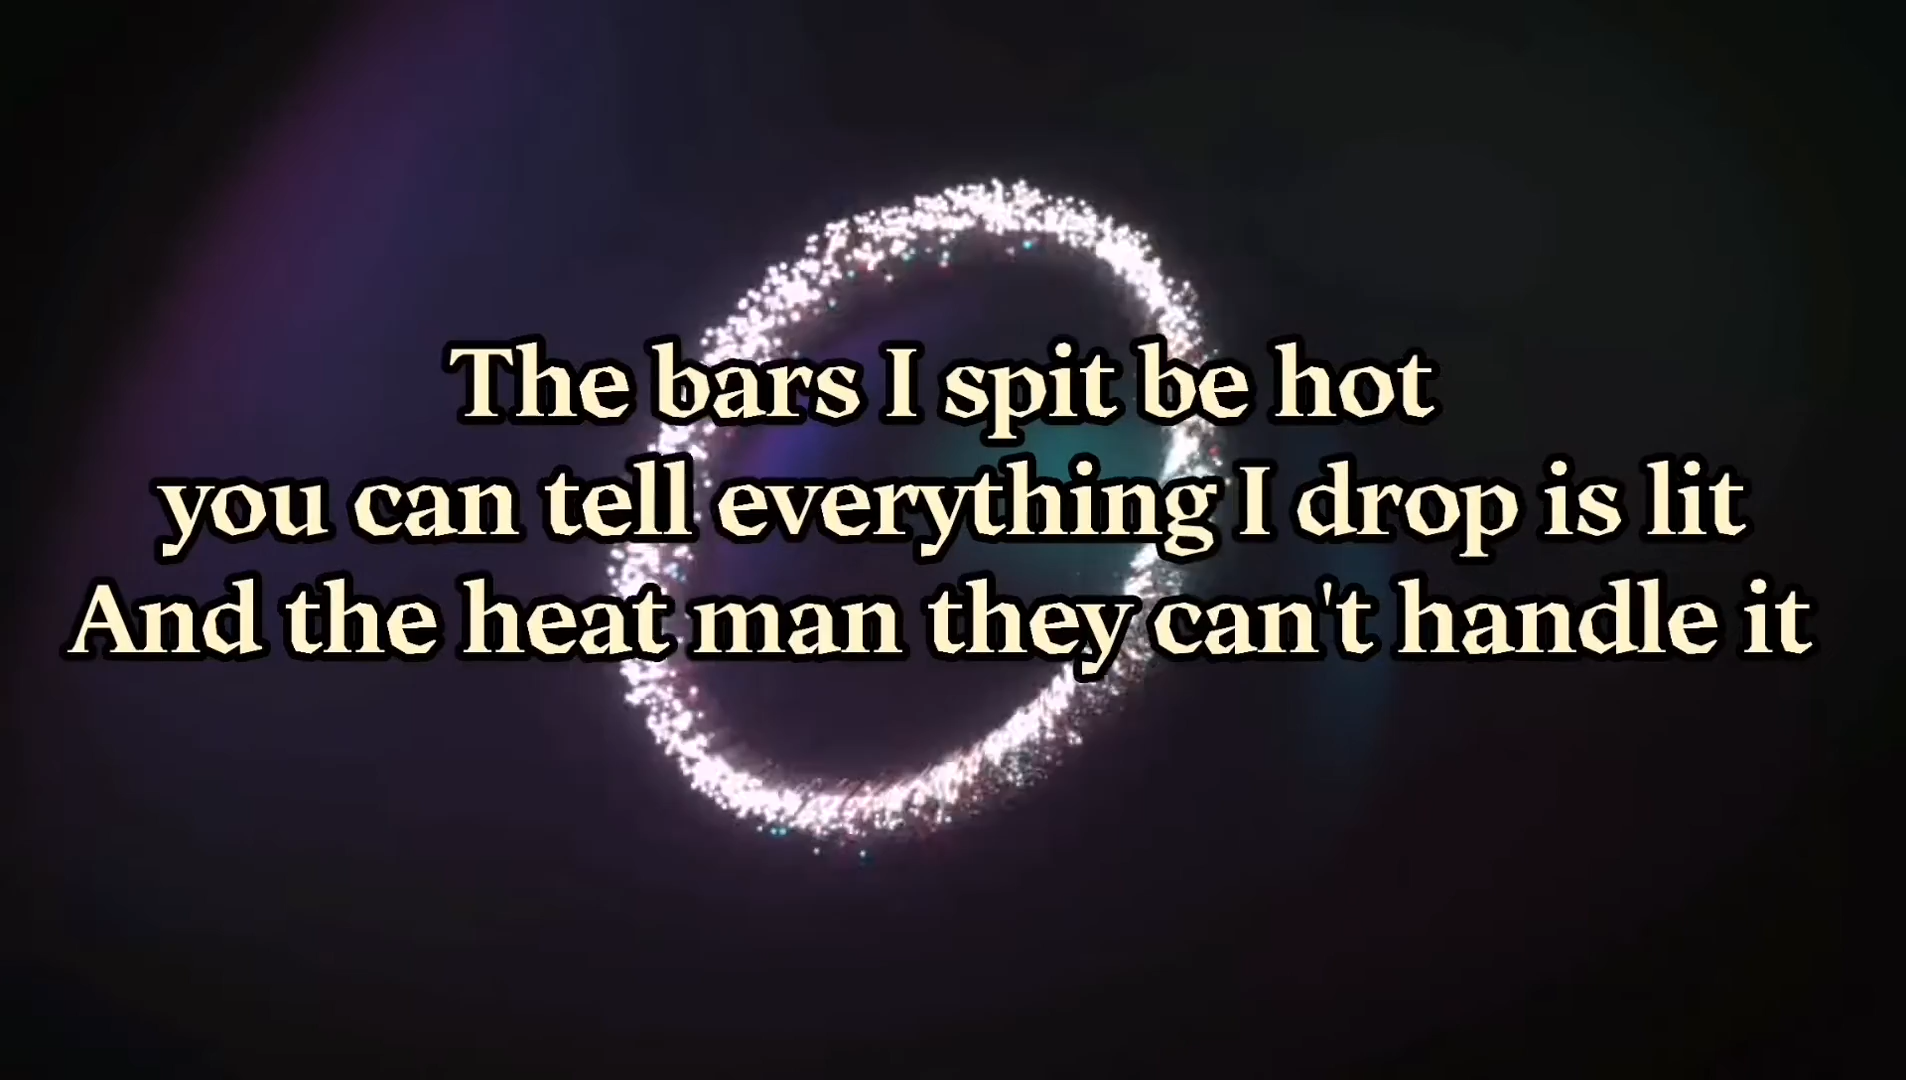 The bars I spit be hot
you can tell everything I drop is lit
And the heat man they can't handle it